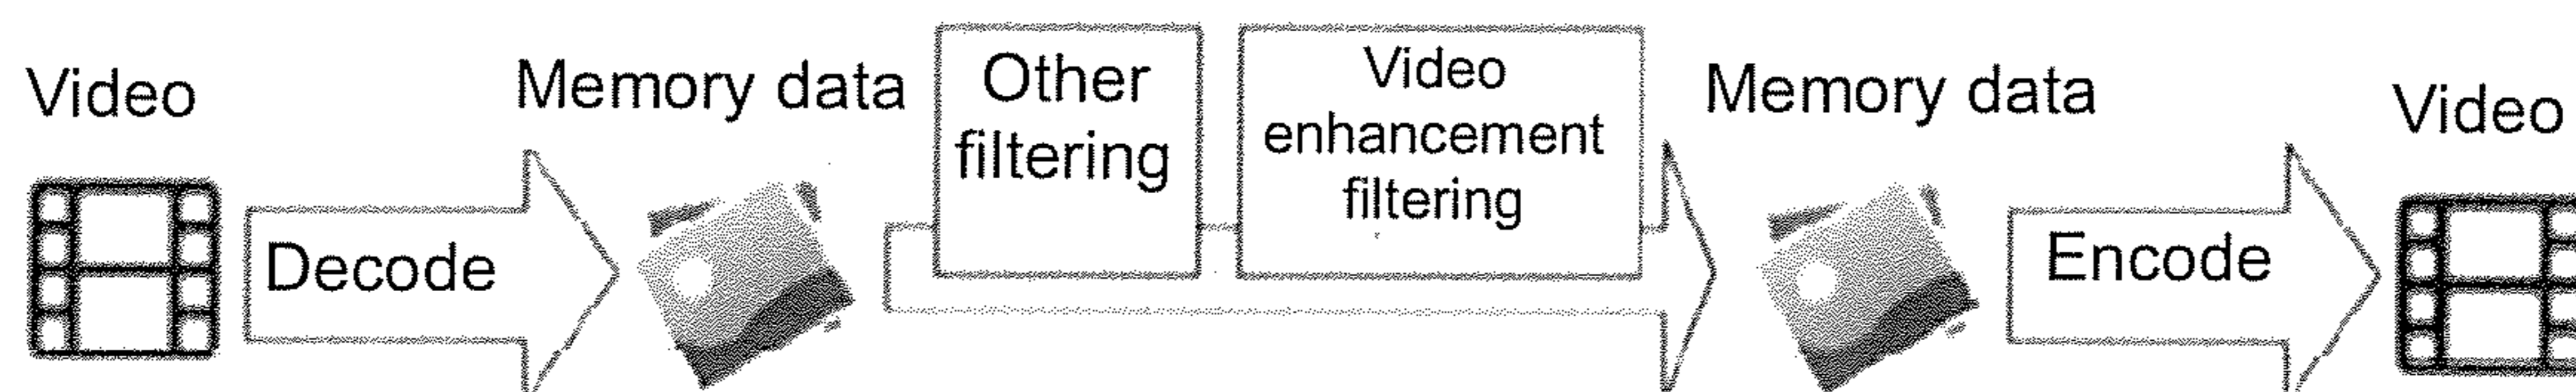 Video
Decode
Memory data
Other
filtering
Video
enhancement
filtering
Memory data
Encode
Video